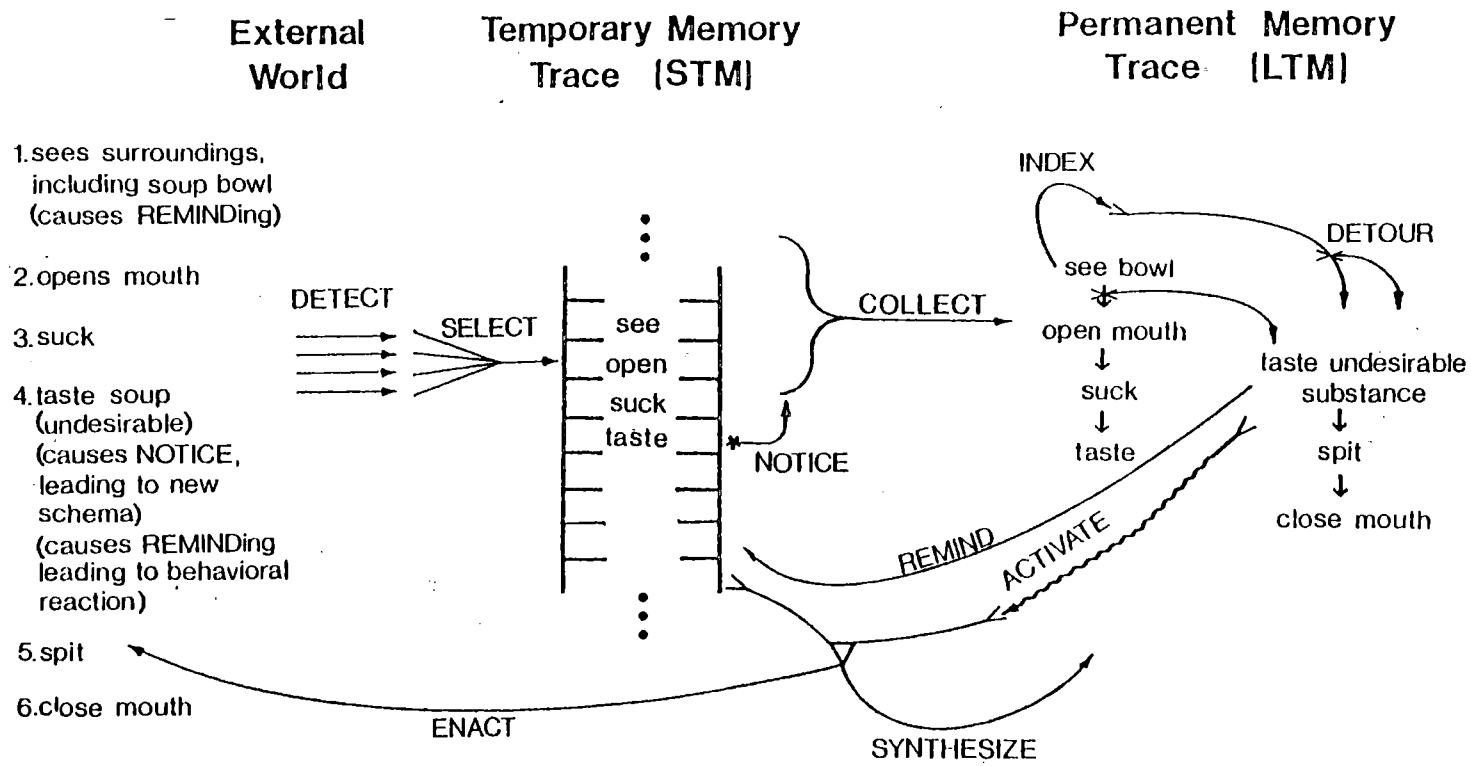 External
World
Temporary Memory
Trace (STM)
Permanent Memory
Trace (LTM)
1.sees surroundings,
including soup bowl
(causes REMINDing)
2.opens mouth
3.suck
4.taste soup
(undesirable)
(causes NOTICE,
leading to new
schema)
(causes REMINDing
leading to behavioral
reaction)
5.spit
6.close mouth
DETECT
SELECT
see
open
suck
taste
NOTICE
COLLECT
INDEX
DETOUR
see bowl
open mouth
suck
taste
taste undesirable
substance
spit
close mouth
REMIND
ACTIVATE
ENACT
SYNTHESIZE